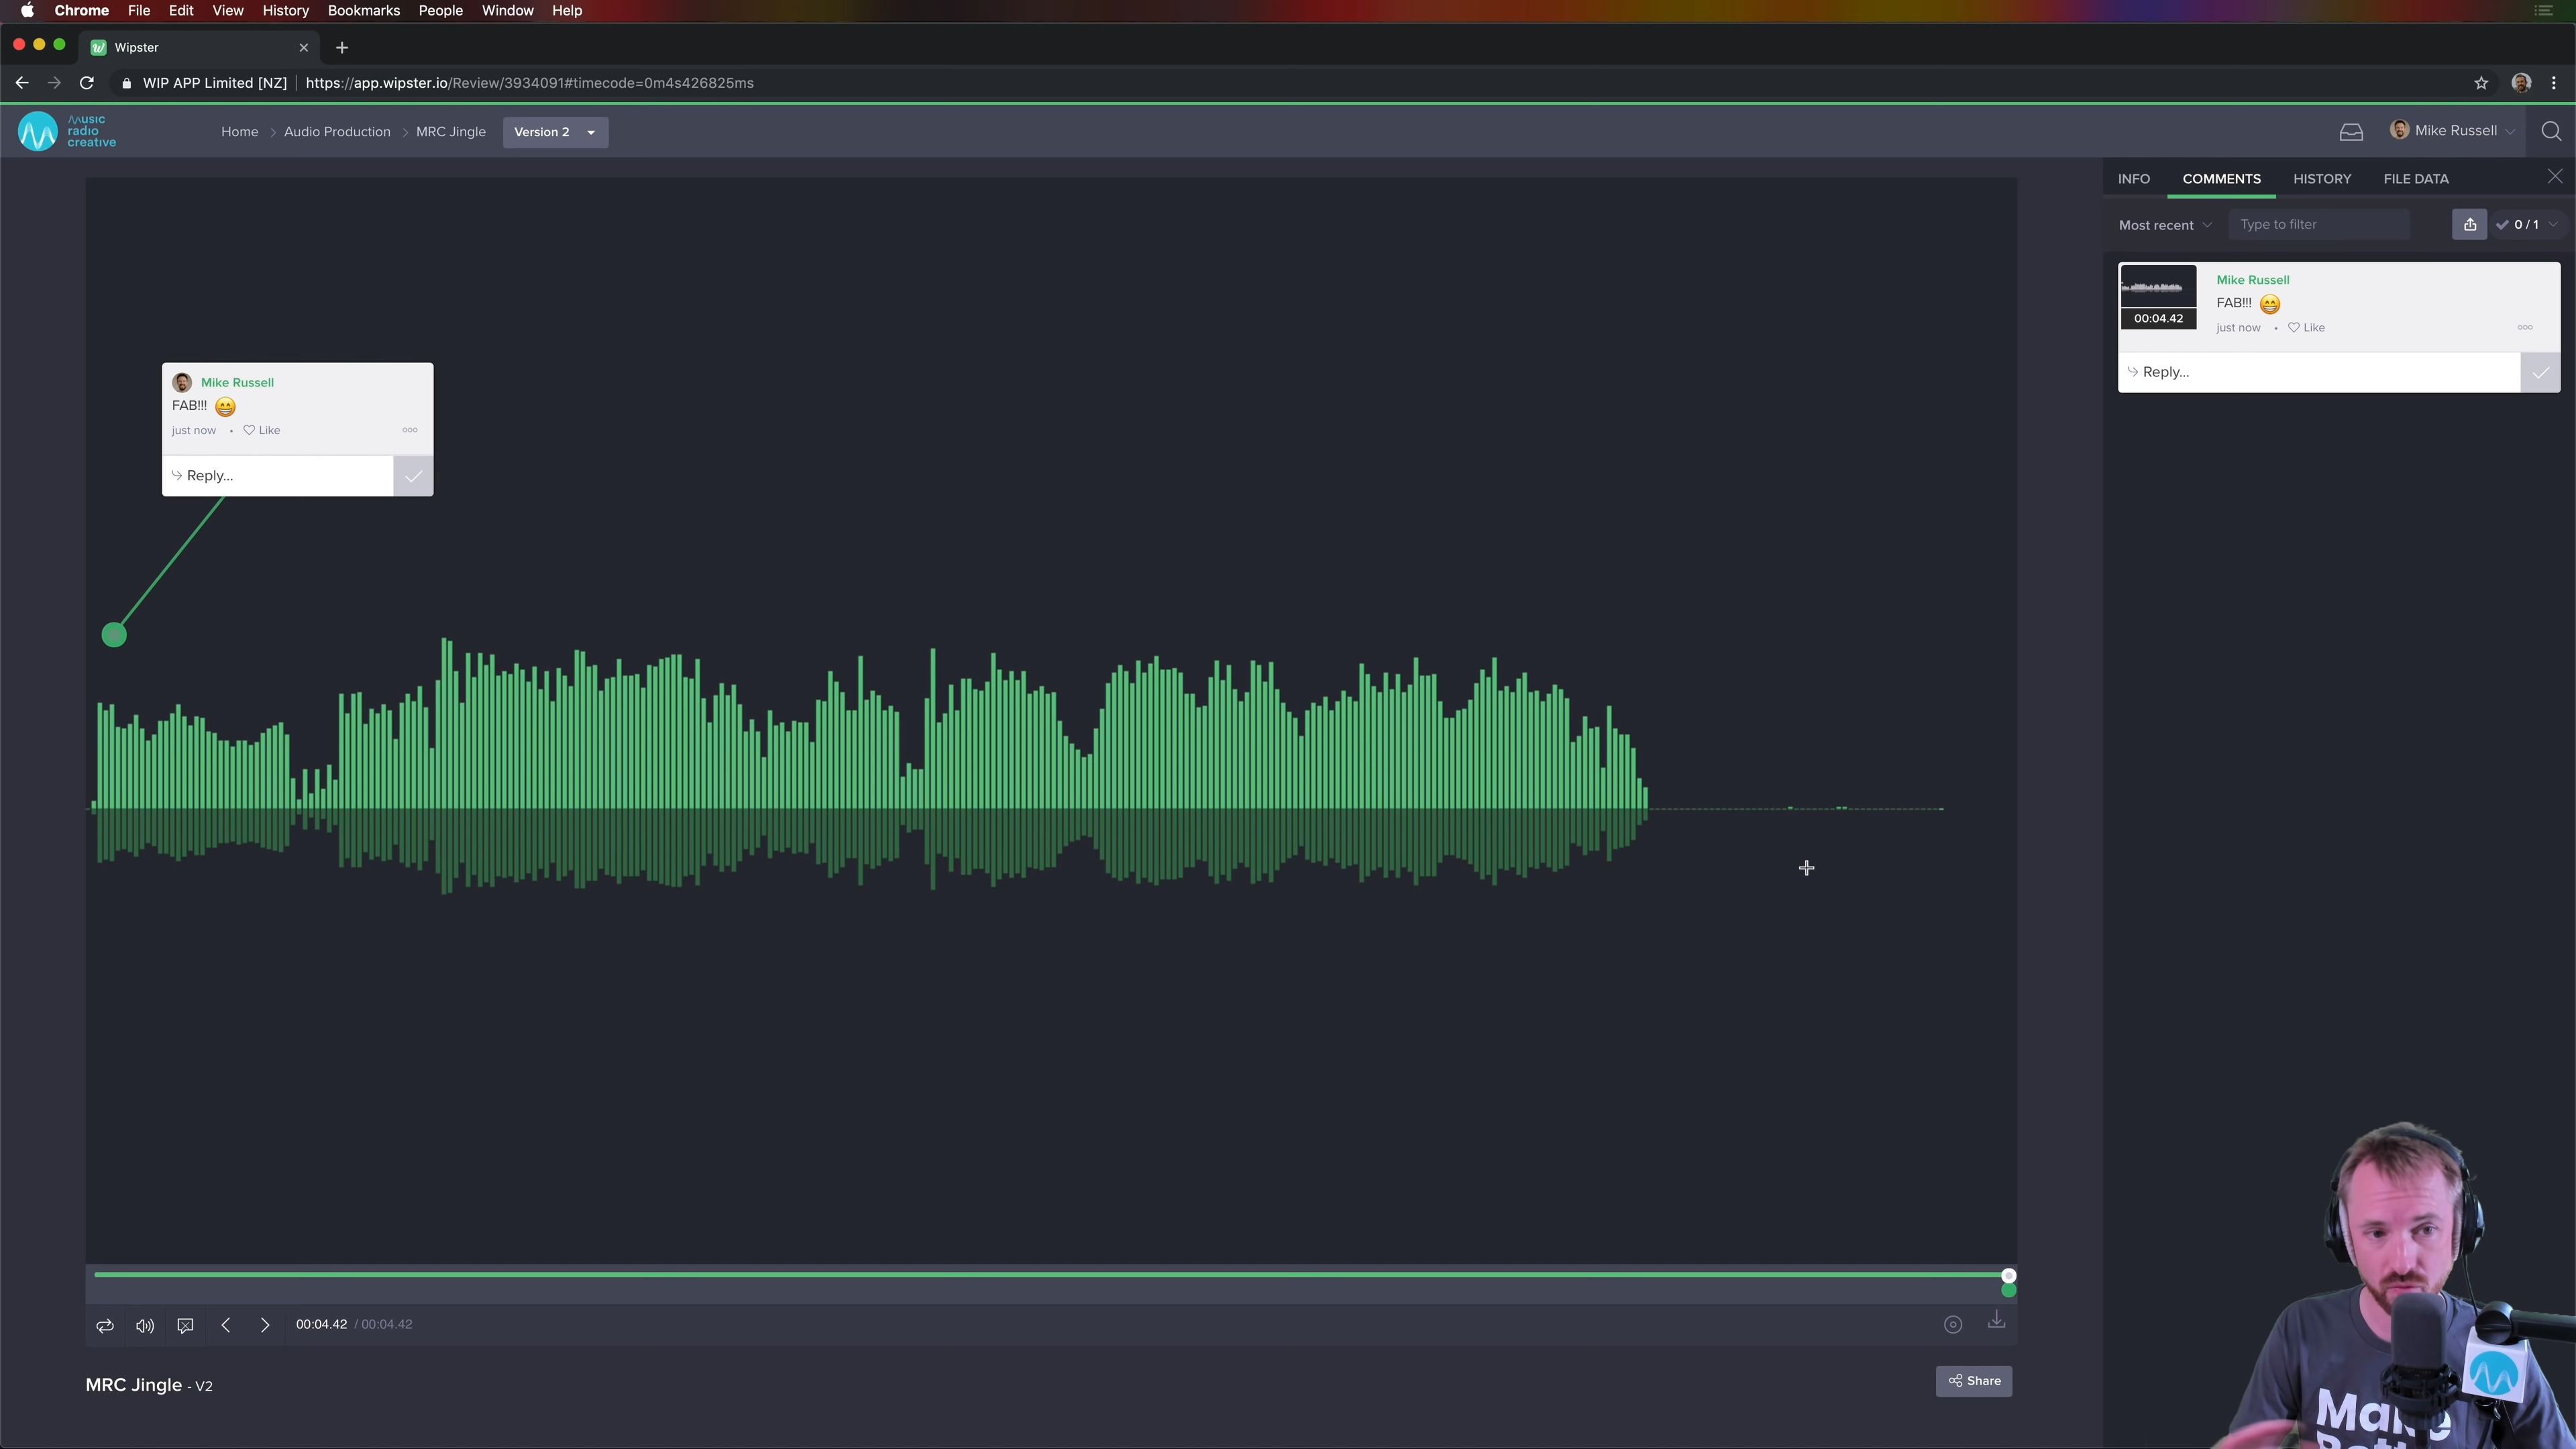 Chrome File Edit View History Bookmarks People Window Help
Wipster
WIP APP Limited [NZ] https://app.wipster.io/Review/3934091#timecode=0m4s426825ms
Music
radio
creative
Home > Audio Production > MRC Jingle Version 2
Mike Russell
INFO COMMENTS HISTORY FILE DATA
Most recent Type to filter 0 / 1
Mike Russell
FAB!!! 😁
00:04.42
just now • Like
Reply...
Mike Russell
FAB!!! 😁
just now • Like
Reply...
00:04.42 / 00:04.42
MRC Jingle - V2
Share